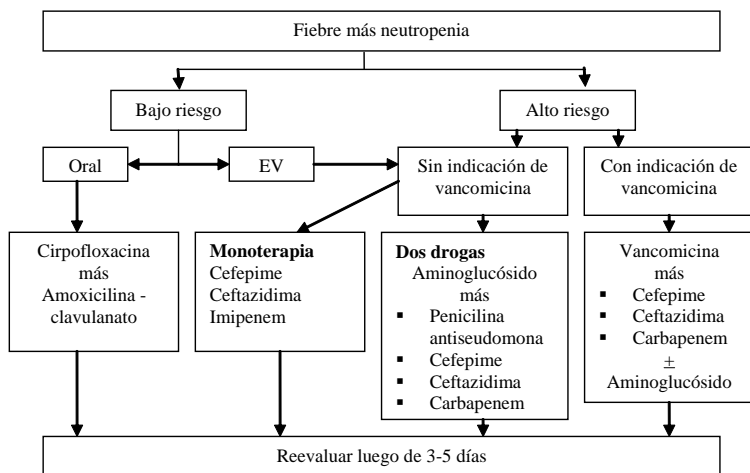 Fiebre más neutropenia
Bajo riesgo
Alto riesgo
Oral
EV
Sin indicación de
vancomicina
Con indicación de
vancomicina
Cirpofloxacina
más
Amoxicilina -
clavulanato
Monoterapia
Cefepime
Ceftazidima
Imipenem
Dos drogas
Aminoglucósido
más
▪ Penicilina
antiseudomona
▪ Cefepime
▪ Ceftazidima
▪ Carbapenem
Vancomicina
más
▪ Cefepime
▪ Ceftazidima
▪ Carbapenem
±
Aminoglucósido
Reevaluar luego de 3-5 días